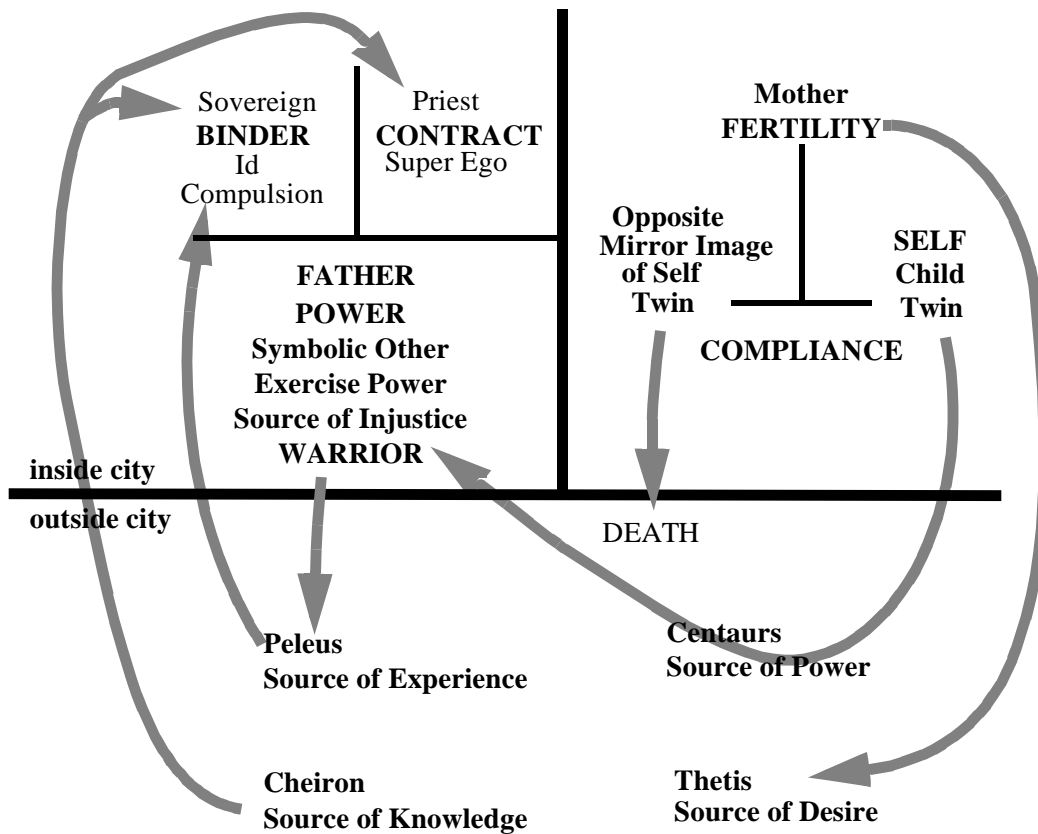 Sovereign
BINDER
Id
Compulsion
Priest
CONTRACT
Super Ego
Mother
FERTILITY
Opposite
Mirror Image
of Self
Twin
SELF
Child
Twin
COMPLIANCE
FATHER
POWER
Symbolic Other
Exercise Power
Source of Injustice
WARRIOR
inside city
outside city
DEATH
Peleus
Source of Experience
Centaurs
Source of Power
Cheiron
Source of Knowledge
Thetis
Source of Desire